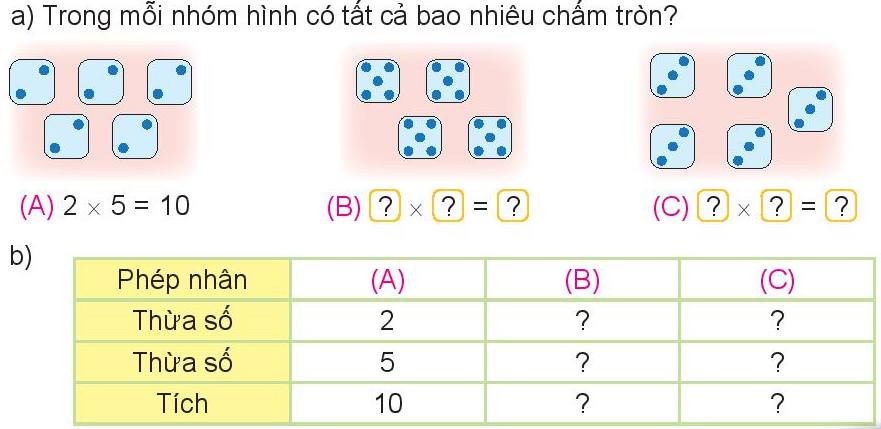 a) Trong mỗi nhóm hình có tất cả bao nhiêu chấm tròn?
(A) 2 × 5 = 10
(B) ? × ? = ?
(C) ? × ? = ?
b)
Phép nhân (A) (B) (C)
Thừa số 2 ? ?
Thừa số 5 ? ?
Tích 10 ? ?